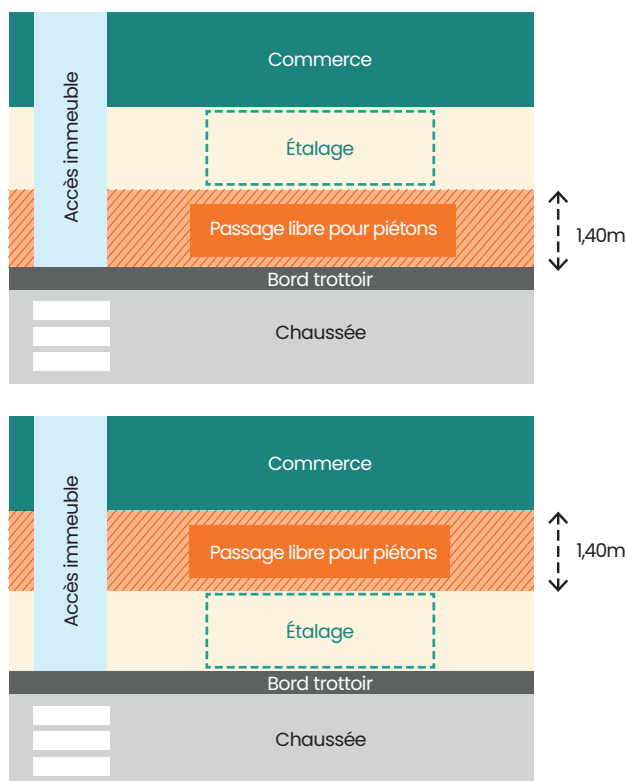 Commerce
Accès immeuble
Étalage
Passage libre pour piétons
1,40m
Bord trottoir
Chaussée
Commerce
Accès immeuble
Passage libre pour piétons
1,40m
Étalage
Bord trottoir
Chaussée